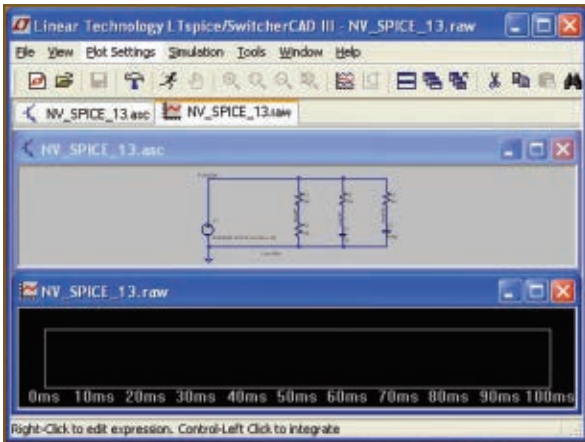 Linear Technology LTspice/SwitcherCAD III - NV_SPICE_13.raw
File View Plot Settings Simulation Tools Window Help
NV_SPICE_13.asc NV_SPICE_13.raw
NV_SPICE_13.asc
NV_SPICE_13.raw
0ms 10ms 20ms 30ms 40ms 50ms 60ms 70ms 80ms 90ms 100ms
Right-Click to edit expression. Control-Left Click to integrate